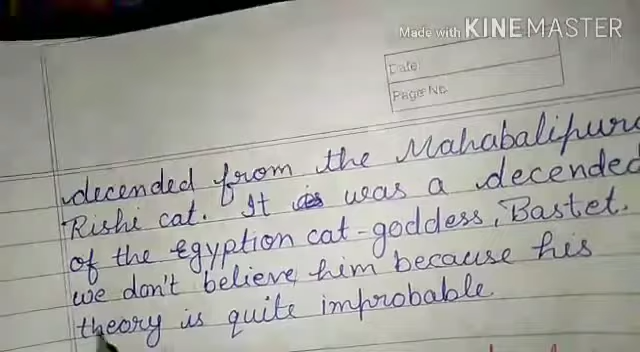 Made with KINEMASTER
Date
Page No.
decended from the Mahabalipura
Rishi cat. It is was a decended
of the egyption cat-goddess, Bastet.
we don't believe him because his
theory is quite improbable